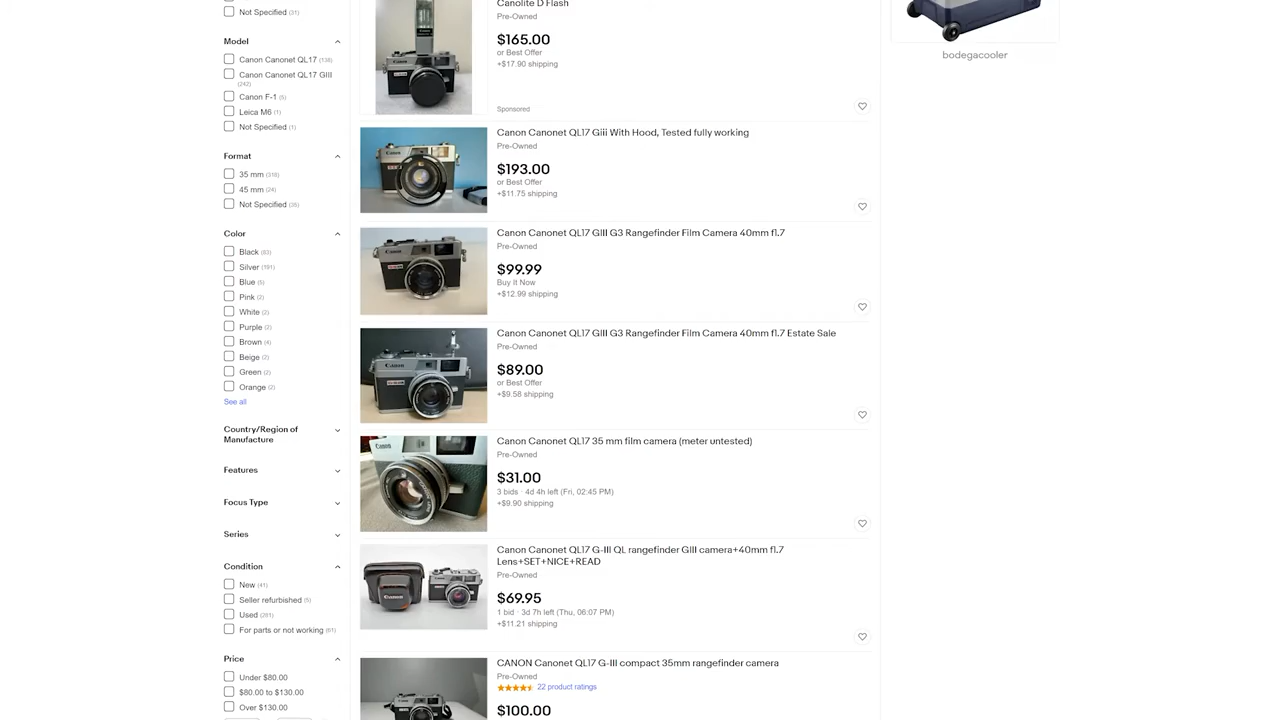 Not Specified (31)
Model
Canon Canonet QL17 (138)
Canon Canonet QL17 GIII
(242)
Canon F-1 (5)
Leica M6 (1)
Not Specified (1)
Format
35 mm (318)
45 mm (24)
Not Specified (35)
Color
Black (83)
Silver (191)
Blue (5)
Pink (2)
White (2)
Purple (2)
Brown (4)
Beige (2)
Green (2)
Orange (2)
See all
Country/Region of
Manufacture
Features
Focus Type
Series
Condition
New (41)
Seller refurbished (5)
Used (251)
For parts or not working (61)
Price
Under $80.00
$80.00 to $130.00
Over $130.00
Canolite D Flash
Pre-Owned
$165.00
or Best Offer
+$17.90 shipping
Sponsored
Canon Canonet QL17 Giii With Hood, Tested fully working
Pre-Owned
$193.00
or Best Offer
+$11.75 shipping
Canon Canonet QL17 GIII G3 Rangefinder Film Camera 40mm f1.7
Pre-Owned
$99.99
Buy It Now
+$12.99 shipping
Canon Canonet QL17 GIII G3 Rangefinder Film Camera 40mm f1.7 Estate Sale
Pre-Owned
$89.00
or Best Offer
+$9.58 shipping
Canon Canonet QL17 35 mm film camera (meter untested)
Pre-Owned
$31.00
3 bids · 4d 4h left (Fri, 02:45 PM)
+$9.90 shipping
Canon Canonet QL17 G-III QL rangefinder GIII camera+40mm f1.7
Lens+SET+NICE+READ
Pre-Owned
$69.95
1 bid · 3d 7h left (Thu, 06:07 PM)
+$11.21 shipping
CANON Canonet QL17 G-III compact 35mm rangefinder camera
Pre-Owned
22 product ratings
$100.00
bodegacooler